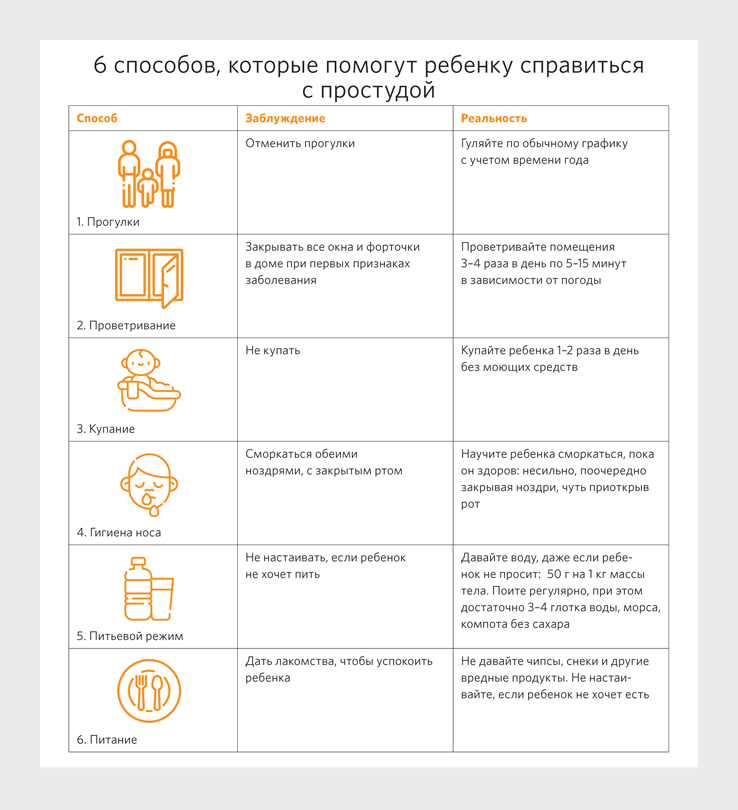 6 способов, которые помогут ребенку справиться
с простудой
Способ
Заблуждение
Реальность
1. Прогулки
Отменить прогулки
Гуляйте по обычному графику
с учетом времени года
2. Проветривание
Закрывать все окна и форточки
в доме при первых признаках
заболевания
Проветривайте помещения
3–4 раза в день по 5–15 минут
в зависимости от погоды
3. Купание
Не купать
Купайте ребенка 1–2 раза в день
без моющих средств
4. Гигиена носа
Сморкаться обеими
ноздрями, с закрытым ртом
Научите ребенка сморкаться, пока
он здоров: несильно, поочередно
закрывая ноздри, чуть приоткрыв
рот
5. Питьевой режим
Не настаивать, если ребенок
не хочет пить
Давайте воду, даже если ребе-
нок не просит:  50 г на 1 кг массы
тела. Поите регулярно, при этом
достаточно 3–4 глотка воды, морса,
компота без сахара
6. Питание
Дать лакомства, чтобы успокоить
ребенка
Не давайте чипсы, снеки и другие
вредные продукты. Не настаи-
вайте, если ребенок не хочет есть